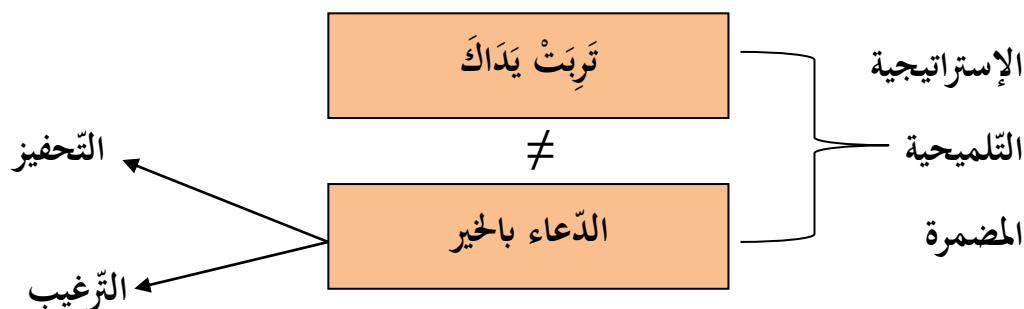 الإستراتيجية
التّلميحية
المضمرة
تَرِبَتْ يَدَاكَ
≠
الدّعاء بالخير
التّحفيز
التّرغيب